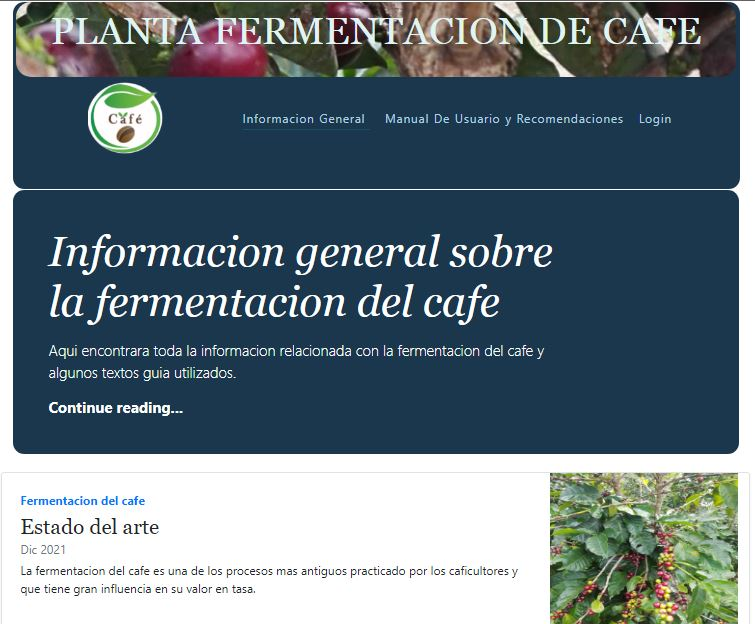 PLANTA FERMENTACION DE CAFE
Café
Informacion General
Manual De Usuario y Recomendaciones
Login
Informacion general sobre
la fermentacion del cafe
Aqui encontrara toda la informacion relacionada con la fermentacion del cafe y
algunos textos guia utilizados.
Continue reading...
Fermentacion del cafe
Estado del arte
Dic 2021
La fermentacion del cafe es una de los procesos mas antiguos practicado por los caficultores y
que tiene gran influencia en su valor en tasa.